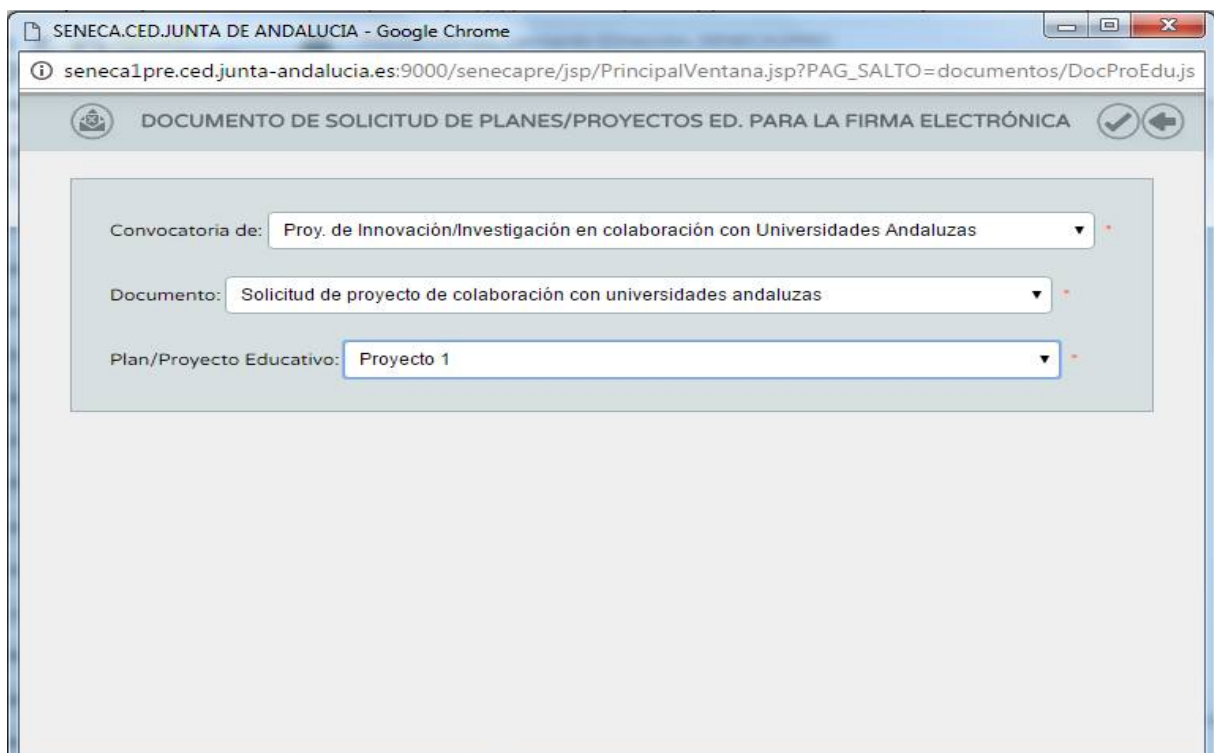 SENECA.CED.JUNTA DE ANDALUCIA - Google Chrome
seneca1pre.ced.junta-andalucia.es:9000/senecapre/jsp/PrincipalVentana.jsp?PAG_SALTO=documentos/DocProEdu.js
DOCUMENTO DE SOLICITUD DE PLANES/PROYECTOS ED. PARA LA FIRMA ELECTRÓNICA
Convocatoria de: Proy. de Innovación/Investigación en colaboración con Universidades Andaluzas *
Documento: Solicitud de proyecto de colaboración con universidades andaluzas *
Plan/Proyecto Educativo: Proyecto 1 *